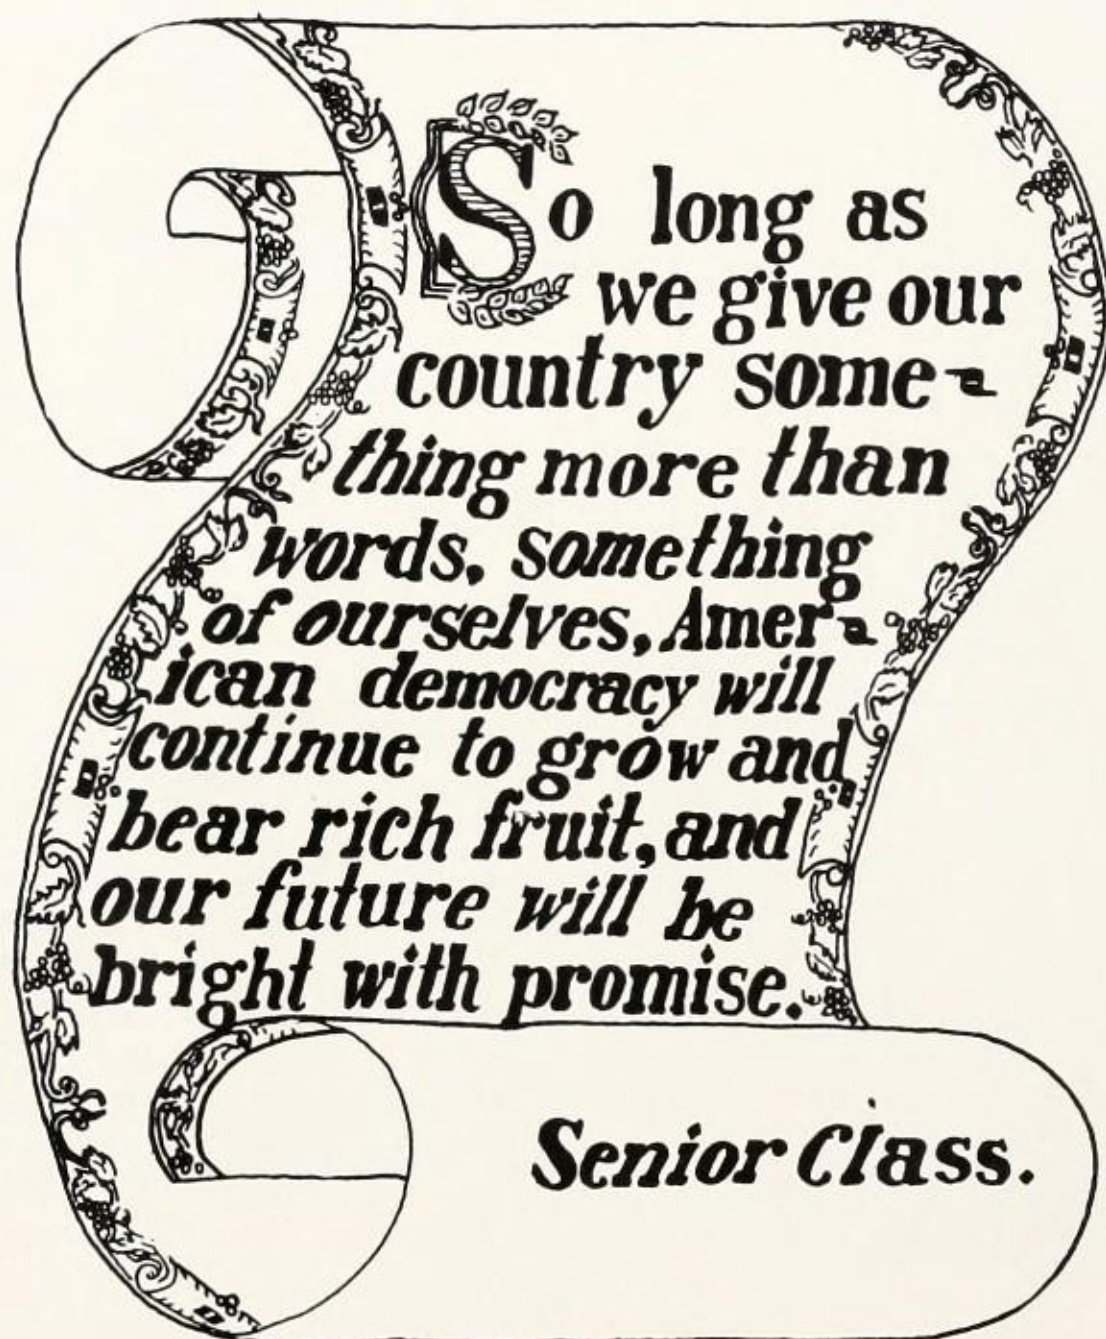 So long as
we give our
country some-
thing more than
words, something
of ourselves, Amer-
ican democracy will
continue to grow and
bear rich fruit, and
our future will be
bright with promise.
Senior Class.